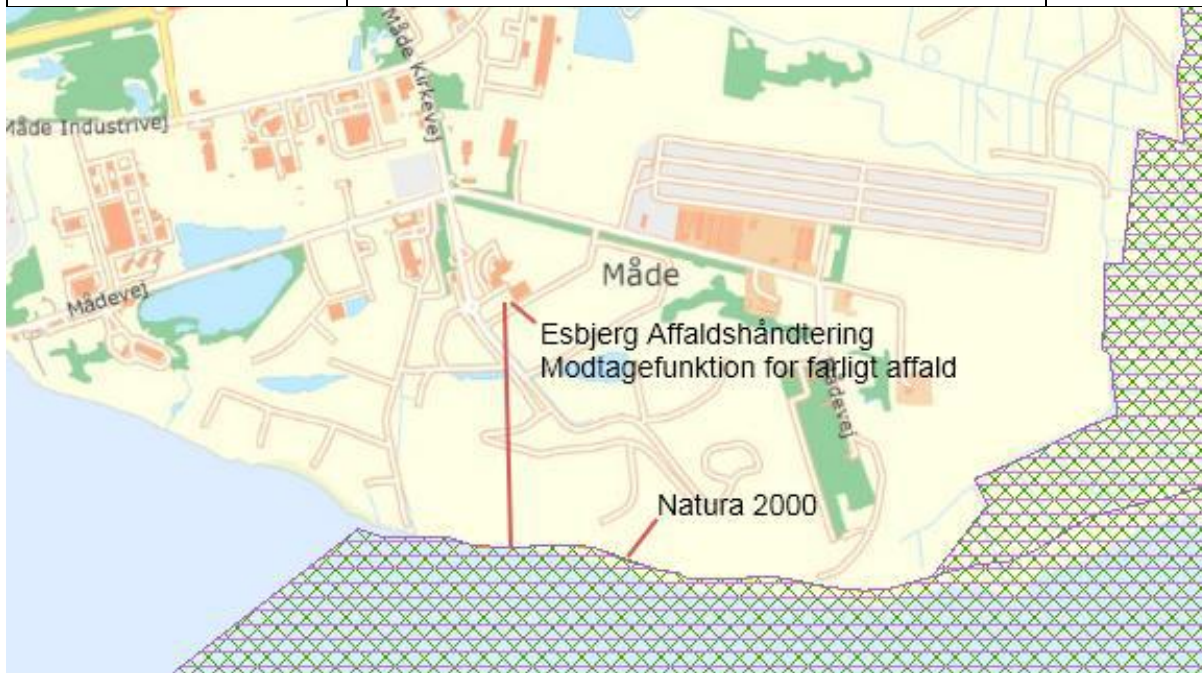 Måde Kirkevej
Måde Industrivej
Måde
Mådevej
Esbjerg Affaldshåndtering
Modtagefunktion for farligt affald
Mådevej
Natura 2000